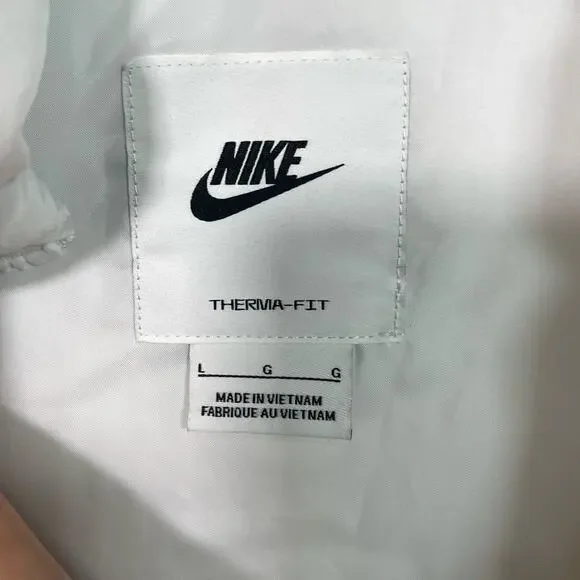 NIKE
THERMA-FIT
L G G
MADE IN VIETNAM
FABRIQUE AU VIETNAM